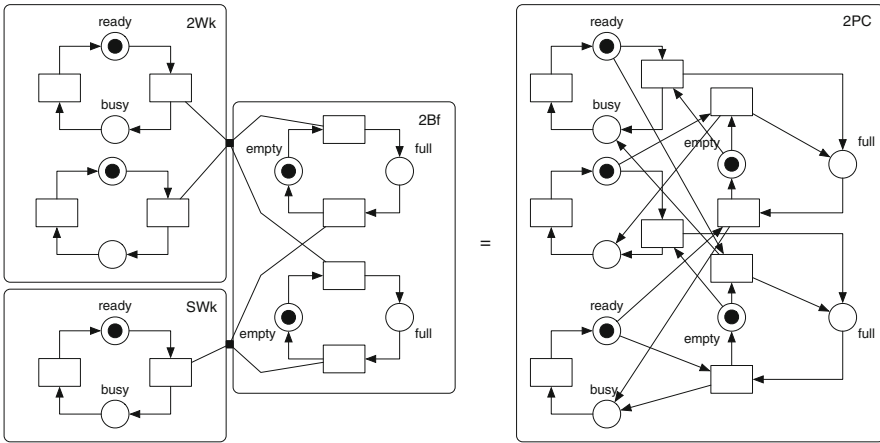 2Wk
ready
busy
SWk
ready
busy
2Bf
empty
full
empty
full
=
2PC
ready
busy
empty
full
ready
busy
empty
full